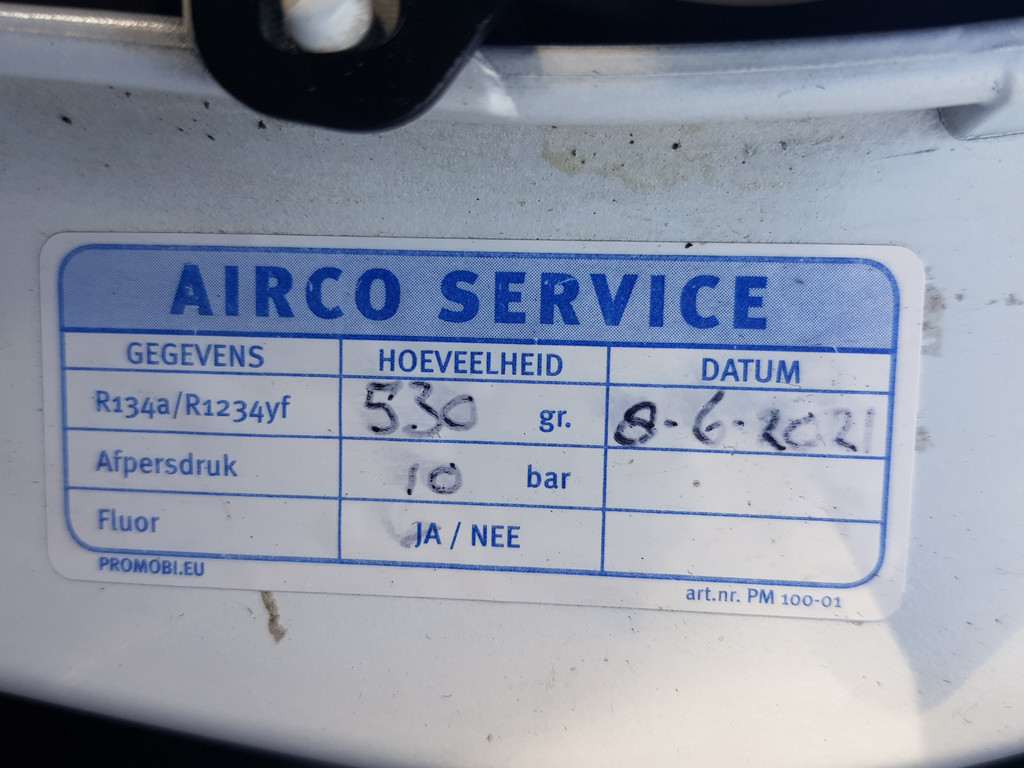 AIRCO SERVICE
GEGEVENS HOEVEELHEID DATUM
R134a/R1234yf 530 gr. 8-6-2021
Afpersdruk 10 bar
Fluor JA / NEE
PROMOBI.EU art.nr. PM 100-01